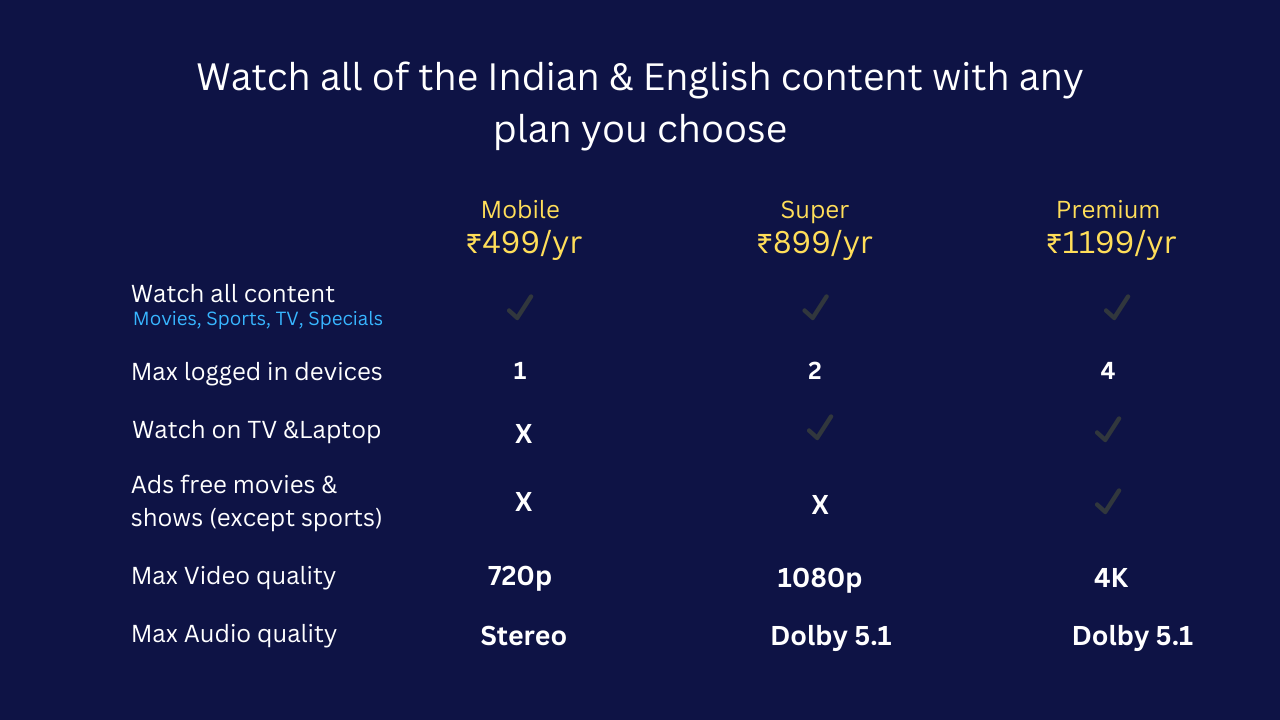 Watch all of the Indian & English content with any
plan you choose
Mobile Super Premium
₹499/yr ₹899/yr ₹1199/yr
Watch all content ✓ ✓ ✓
Movies, Sports, TV, Specials
Max logged in devices 1 2 4
Watch on TV &Laptop X ✓ ✓
Ads free movies &
shows (except sports) X X ✓
Max Video quality 720p 1080p 4K
Max Audio quality Stereo Dolby 5.1 Dolby 5.1